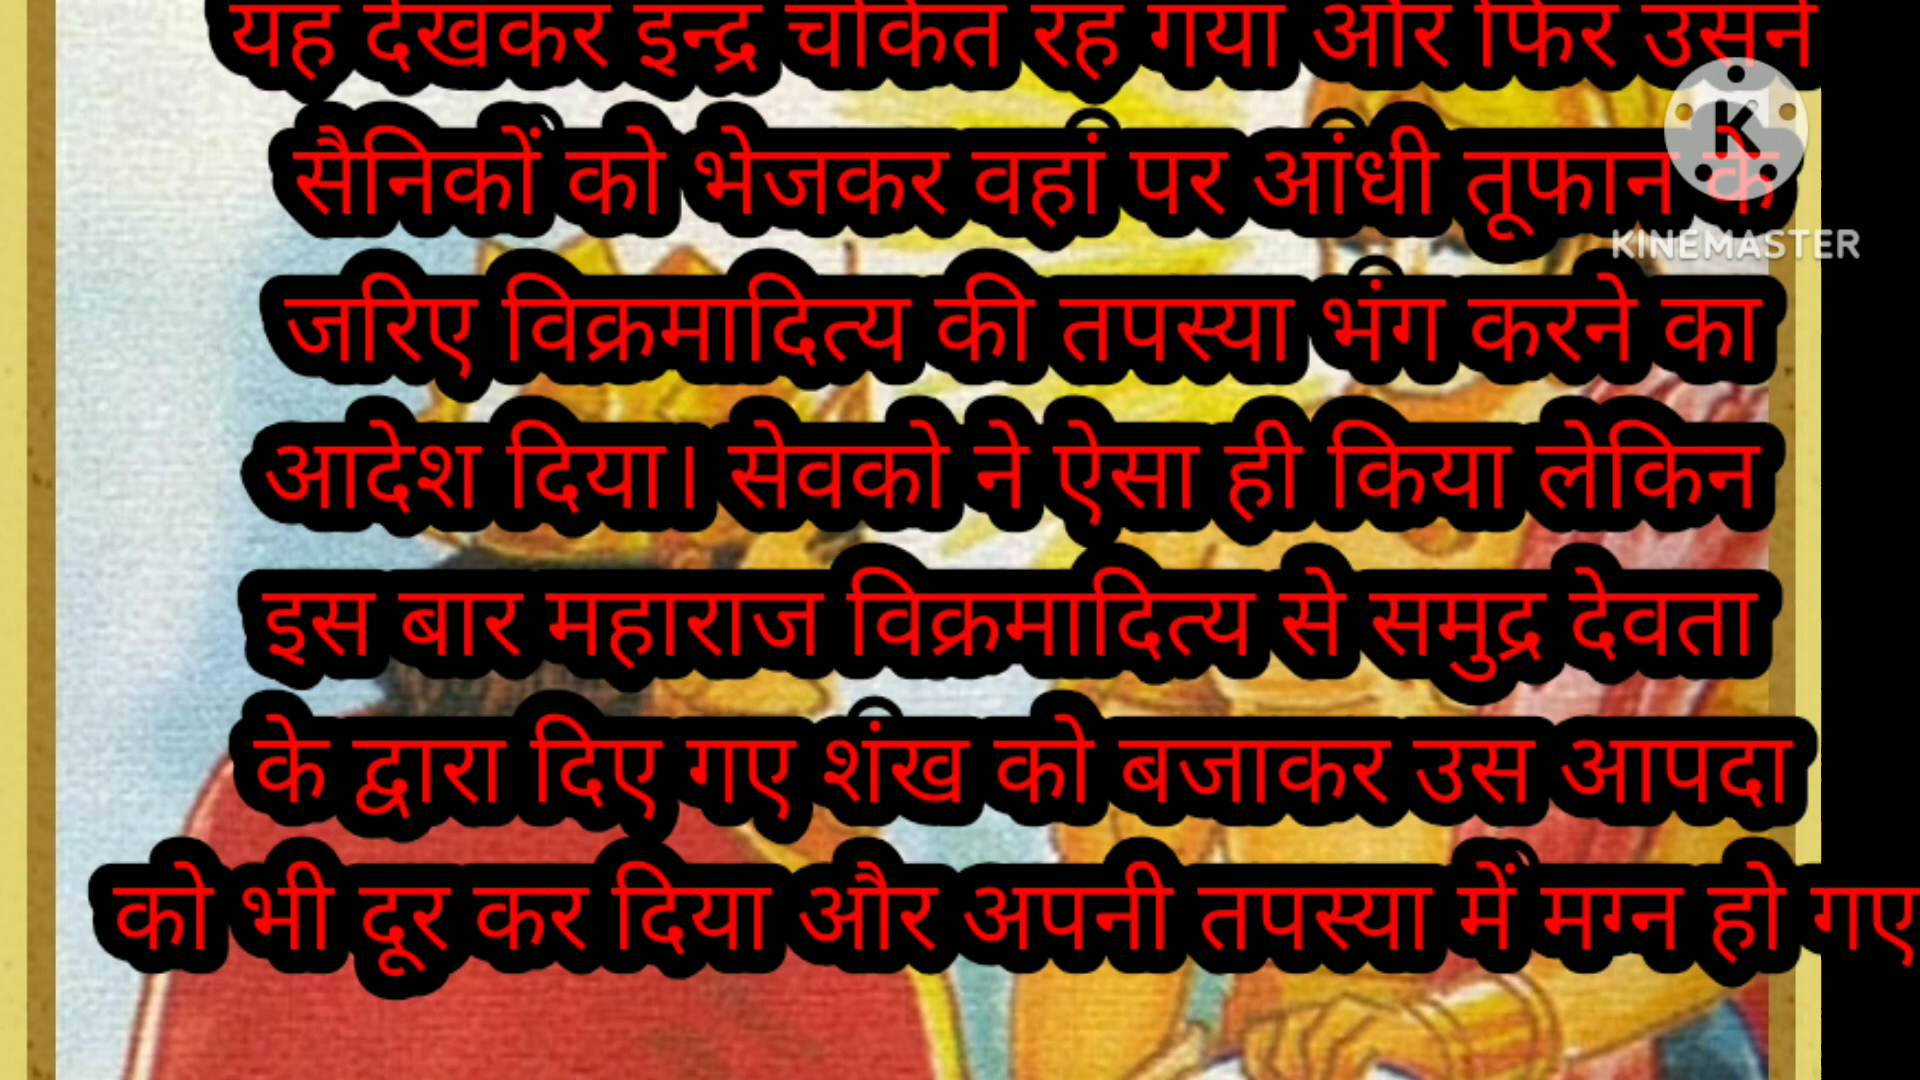 यह देखकर इन्द्र चकित रह गया और फिर उसने
सैनिकों को भेजकर वहां पर आंधी तूफान के
जरिए विक्रमादित्य की तपस्या भंग करने का
आदेश दिया। सेवको ने ऐसा ही किया लेकिन
इस बार महाराज विक्रमादित्य से समुद्र देवता
के द्वारा दिए गए शंख को बजाकर उस आपदा
को भी दूर कर दिया और अपनी तपस्या में मग्न हो गए
K
KINEMASTER